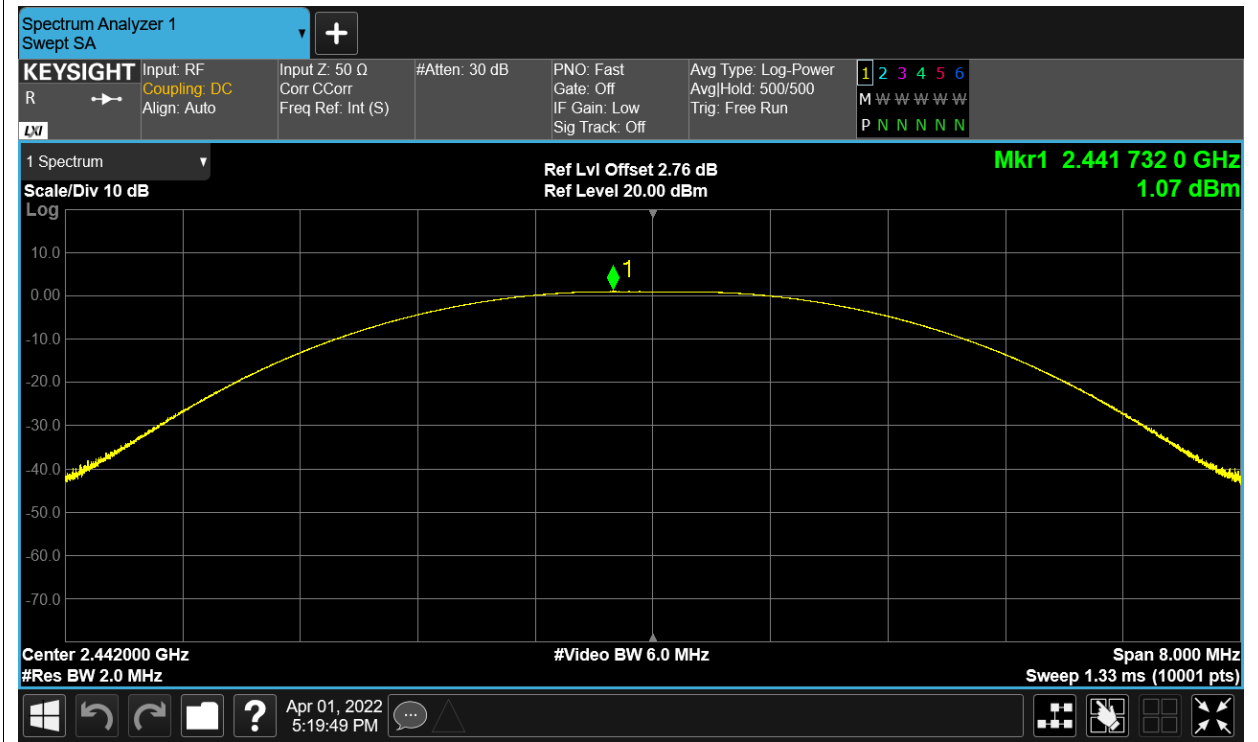 Spectrum Analyzer 1
Swept SA
KEYSIGHT
R
LXI
Input: RF
Coupling: DC
Align: Auto
Input Z: 50 Ω
Corr CCorr
Freq Ref: Int (S)
#Atten: 30 dB
PNO: Fast
Gate: Off
IF Gain: Low
Sig Track: Off
Avg Type: Log-Power
Avg|Hold: 500/500
Trig: Free Run
1 2 3 4 5 6
M W W W W W
P N N N N N
1 Spectrum
Scale/Div 10 dB
Log
Ref Lvl Offset 2.76 dB
Ref Level 20.00 dBm
Mkr1 2.441 732 0 GHz
1.07 dBm
10.0
1
0.00
-10.0
-20.0
-30.0
-40.0
-50.0
-60.0
-70.0
Center 2.442000 GHz
#Res BW 2.0 MHz
#Video BW 6.0 MHz
Span 8.000 MHz
Sweep 1.33 ms (10001 pts)
?
Apr 01, 2022
5:19:49 PM